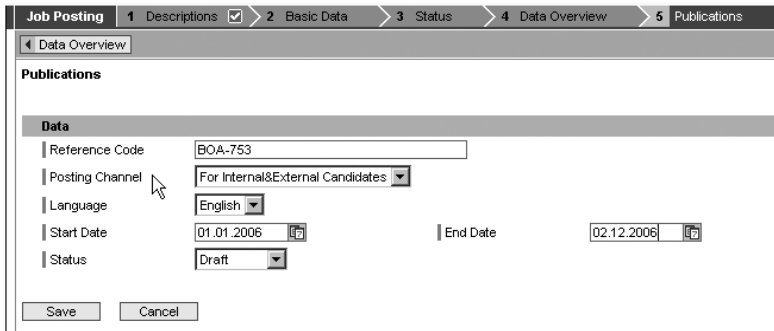 Job Posting 1 Descriptions 2 Basic Data 3 Status 4 Data Overview 5 Publications
Data Overview
Publications
Data
Reference Code BOA-753
Posting Channel For Internal&External Candidates
Language English
Start Date 01.01.2006 End Date 02.12.2006
Status Draft
Save Cancel